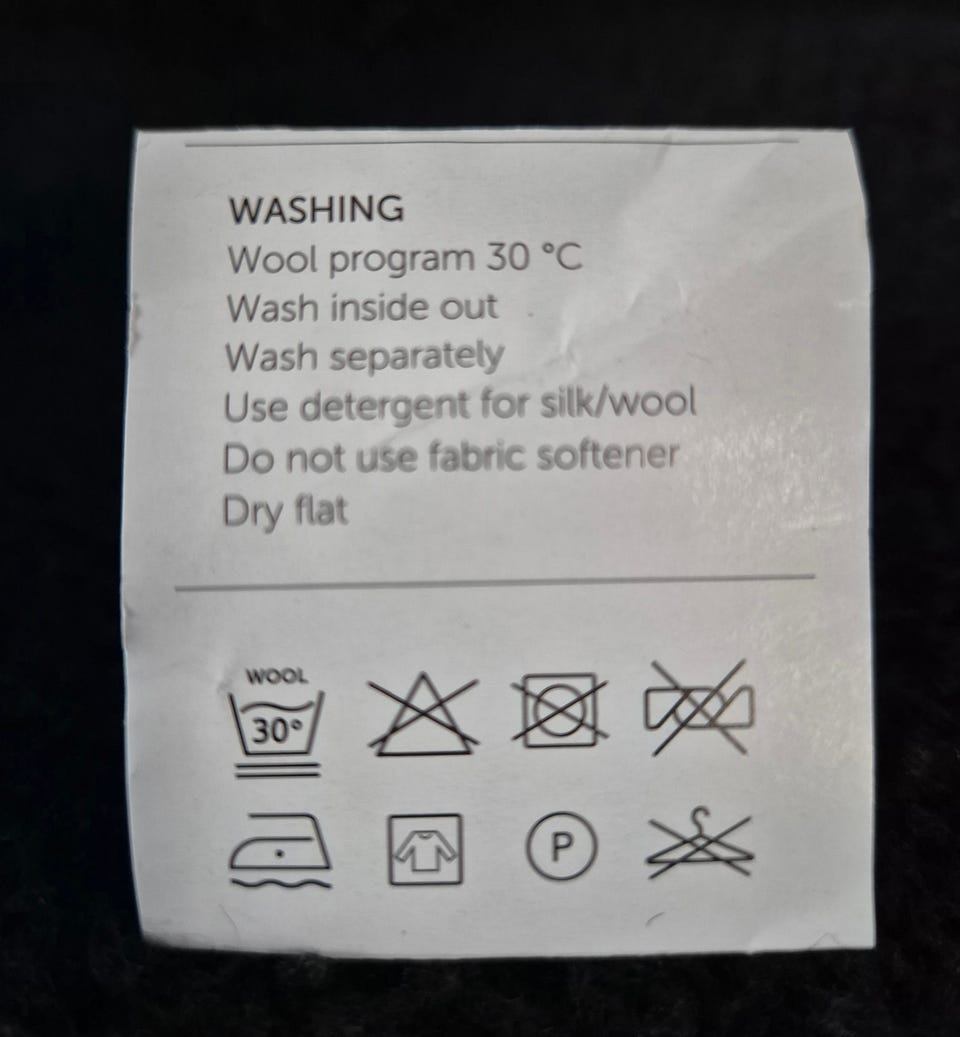 WASHING
Wool program 30 °C
Wash inside out
Wash separately
Use detergent for silk/wool
Do not use fabric softener
Dry flat
WOOL
30°
P